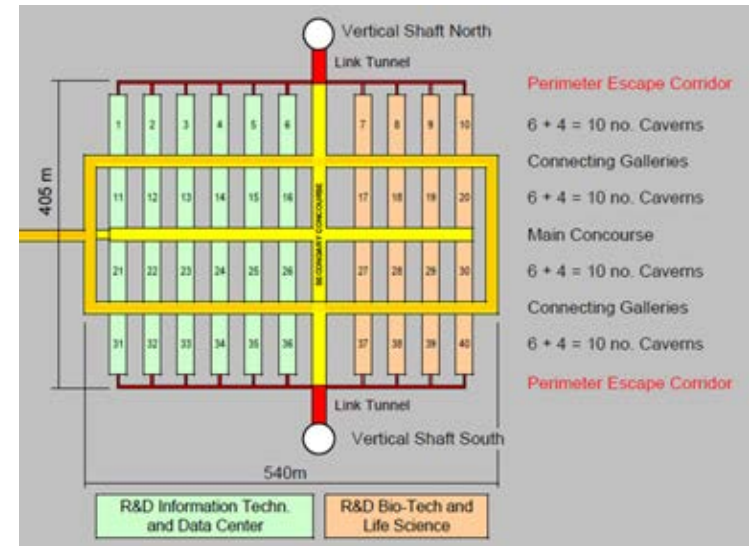 Vertical Shaft North
Link Tunnel
Perimeter Escape Corridor
1 2 3 4 5 6 7 8 9 10
6 + 4 = 10 no. Caverns
Connecting Galleries
405 m
11 12 13 14 15 16 17 18 19 20
6 + 4 = 10 no. Caverns
SECONDARY CONCOURSE
Main Concourse
21 22 23 24 25 26 27 28 29 30
6 + 4 = 10 no. Caverns
Connecting Galleries
31 32 33 34 35 36 37 38 39 40
6 + 4 = 10 no. Caverns
Perimeter Escape Corridor
Link Tunnel
Vertical Shaft South
540m
R&D Information Techn.
and Data Center
R&D Bio-Tech and
Life Science